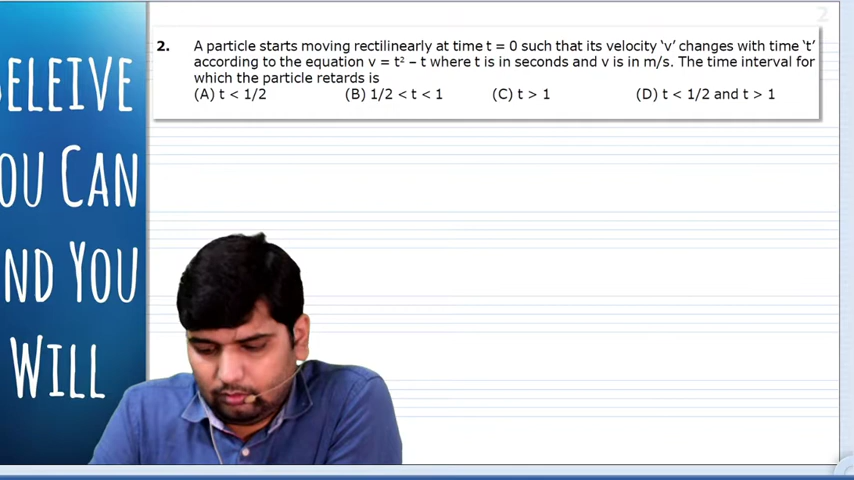 2
2. A particle starts moving rectilinearly at time t = 0 such that its velocity ‘v’ changes with time ‘t’
according to the equation v = t² – t where t is in seconds and v is in m/s. The time interval for
which the particle retards is
(A) t < 1/2 (B) 1/2 < t < 1 (C) t > 1 (D) t < 1/2 and t > 1
ELEIVE
OU CAN
ND YOU
WILL